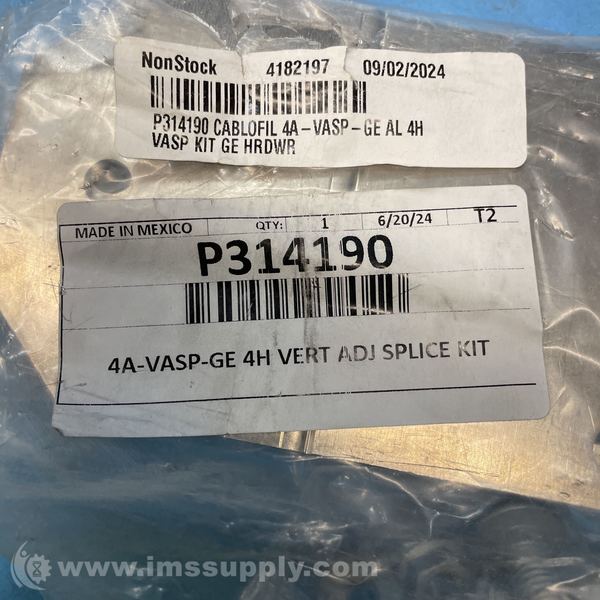 NonStock 4182197 09/02/2024
P314190 CABLOFIL 4A-VASP-GE AL 4H
VASP KIT GE HRDWR
MADE IN MEXICO QTY: 1 6/20/24 T2
P314190
4A-VASP-GE 4H VERT ADJ SPLICE KIT
www.imssupply.com